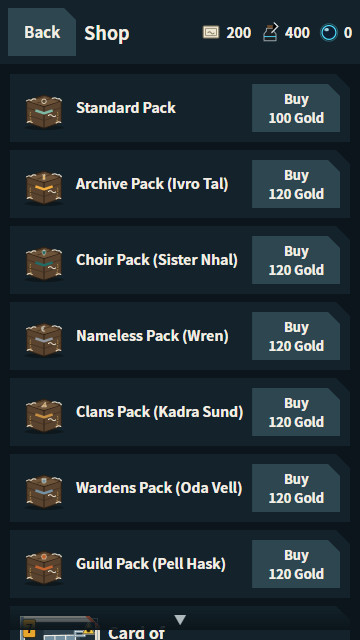 Back Shop 200 400 0
Standard Pack
Buy
100 Gold
Archive Pack (Ivro Tal)
Buy
120 Gold
Choir Pack (Sister Nhal)
Buy
120 Gold
Nameless Pack (Wren)
Buy
120 Gold
Clans Pack (Kadra Sund)
Buy
120 Gold
Wardens Pack (Oda Vell)
Buy
120 Gold
Guild Pack (Pell Hask)
Buy
120 Gold
Card of